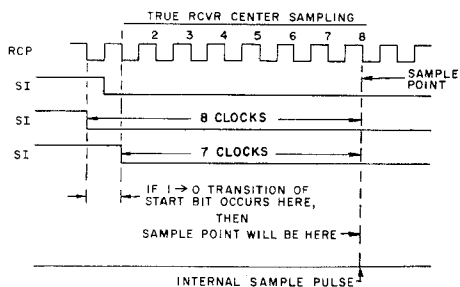 TRUE RCVR CENTER SAMPLING
2 3 4 5 6 7 8
RCP
SI
SAMPLE
POINT
SI
8 CLOCKS
SI
7 CLOCKS
IF 1→0 TRANSITION OF
START BIT OCCURS HERE,
THEN
SAMPLE POINT WILL BE HERE
INTERNAL SAMPLE PULSE